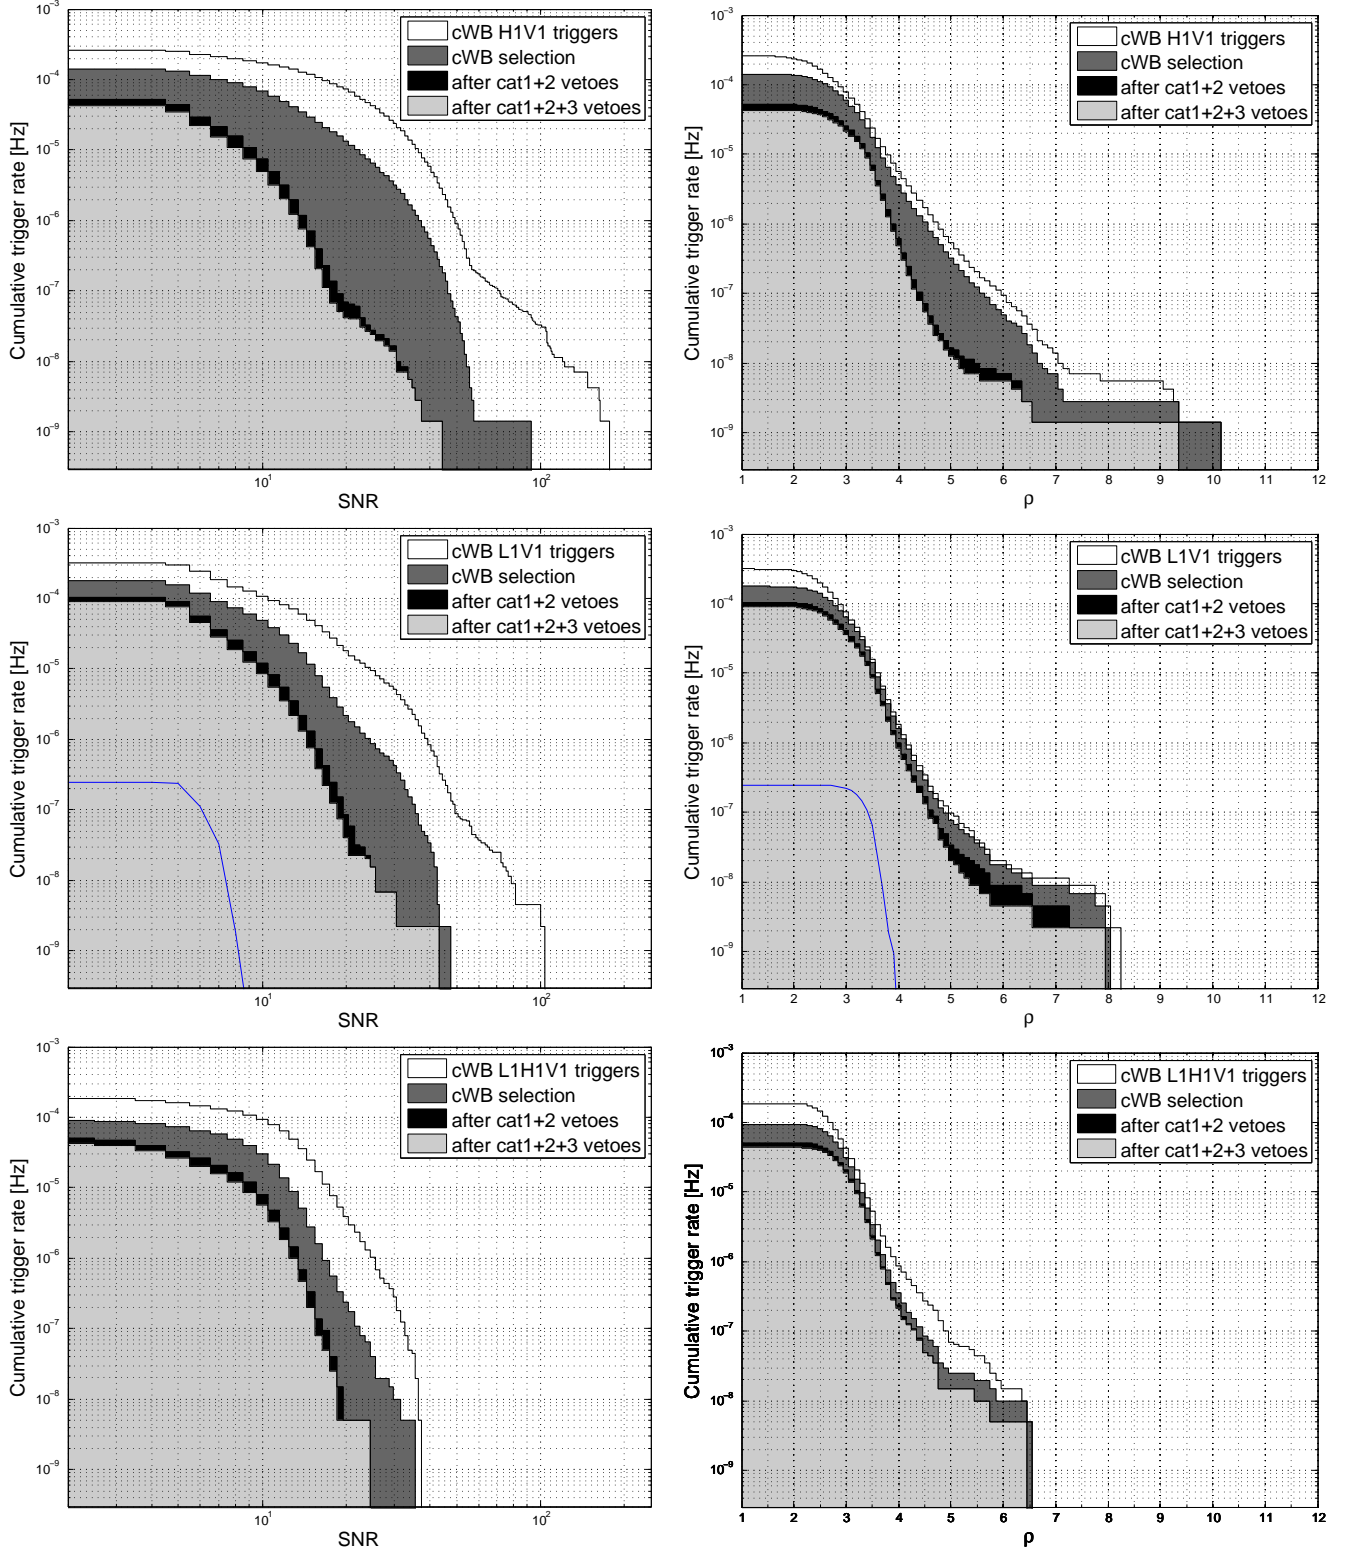 10⁻³
10⁻⁴
10⁻⁵
10⁻⁶
10⁻⁷
10⁻⁸
10⁻⁹
Cumulative trigger rate [Hz]
cWB H1V1 triggers
cWB selection
after cat1+2 vetoes
after cat1+2+3 vetoes
10¹
10²
SNR
10⁻³
10⁻⁴
10⁻⁵
10⁻⁶
10⁻⁷
10⁻⁸
10⁻⁹
Cumulative trigger rate [Hz]
cWB H1V1 triggers
cWB selection
after cat1+2 vetoes
after cat1+2+3 vetoes
1 2 3 4 5 6 7 8 9 10 11 12
ρ
10⁻³
10⁻⁴
10⁻⁵
10⁻⁶
10⁻⁷
10⁻⁸
10⁻⁹
Cumulative trigger rate [Hz]
cWB L1V1 triggers
cWB selection
after cat1+2 vetoes
after cat1+2+3 vetoes
10¹
10²
SNR
10⁻³
10⁻⁴
10⁻⁵
10⁻⁶
10⁻⁷
10⁻⁸
10⁻⁹
Cumulative trigger rate [Hz]
cWB L1V1 triggers
cWB selection
after cat1+2 vetoes
after cat1+2+3 vetoes
1 2 3 4 5 6 7 8 9 10 11 12
ρ
10⁻³
10⁻⁴
10⁻⁵
10⁻⁶
10⁻⁷
10⁻⁸
10⁻⁹
Cumulative trigger rate [Hz]
cWB L1H1V1 triggers
cWB selection
after cat1+2 vetoes
after cat1+2+3 vetoes
10¹
10²
SNR
10⁻³
10⁻⁴
10⁻⁵
10⁻⁶
10⁻⁷
10⁻⁸
10⁻⁹
Cumulative trigger rate [Hz]
cWB L1H1V1 triggers
cWB selection
after cat1+2 vetoes
after cat1+2+3 vetoes
1 2 3 4 5 6 7 8 9 10 11 12
ρ